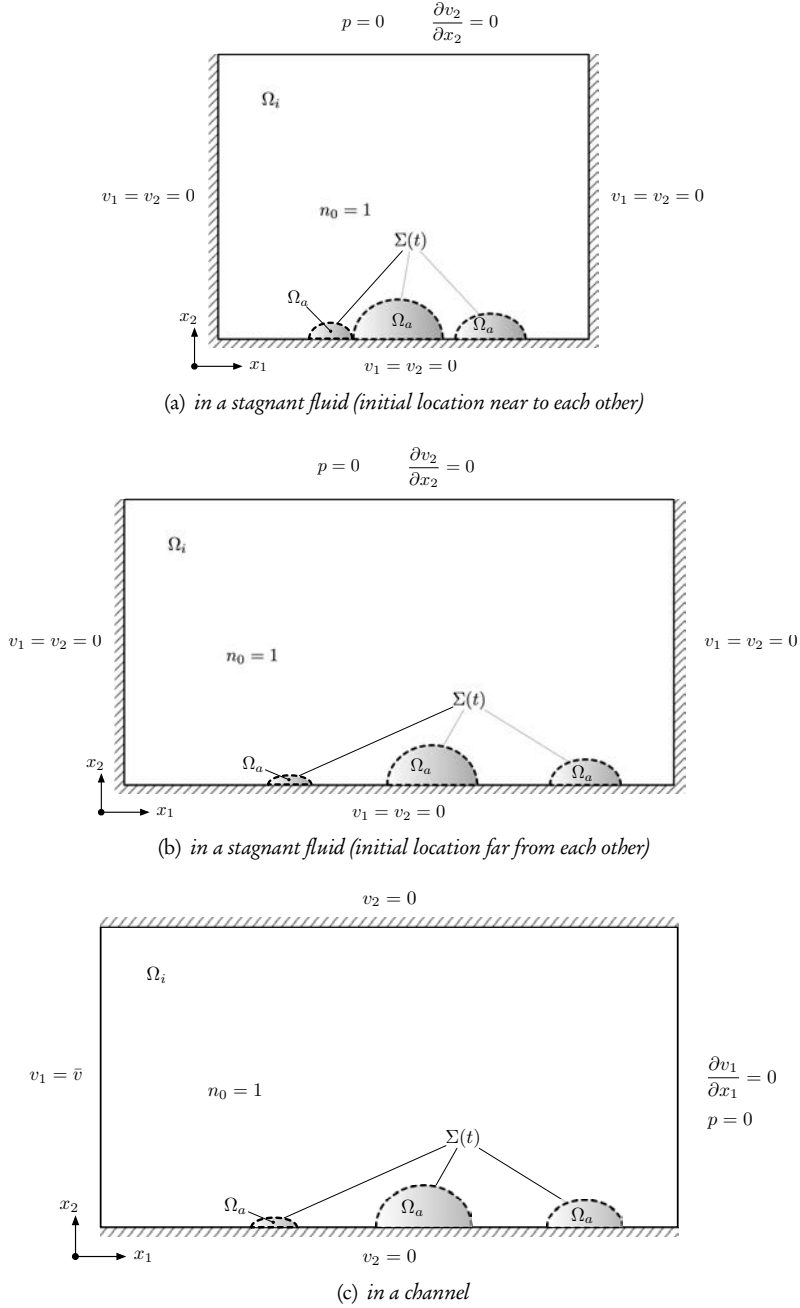 p = 0 ∂v₂/∂x₂ = 0
Ωᵢ
v₁ = v₂ = 0 v₁ = v₂ = 0
n₀ = 1
Σ(t)
Ωₐ
Ωₐ Ωₐ
x₂
x₁ v₁ = v₂ = 0
(a) in a stagnant fluid (initial location near to each other)
p = 0 ∂v₂/∂x₂ = 0
Ωᵢ
v₁ = v₂ = 0 v₁ = v₂ = 0
n₀ = 1
Σ(t)
Ωₐ Ωₐ Ωₐ
x₂
x₁ v₁ = v₂ = 0
(b) in a stagnant fluid (initial location far from each other)
v₂ = 0
Ωᵢ
v₁ = v̄ ∂v₁/∂x₁ = 0
n₀ = 1
p = 0
Σ(t)
Ωₐ Ωₐ Ωₐ
x₂
x₁ v₂ = 0
(c) in a channel